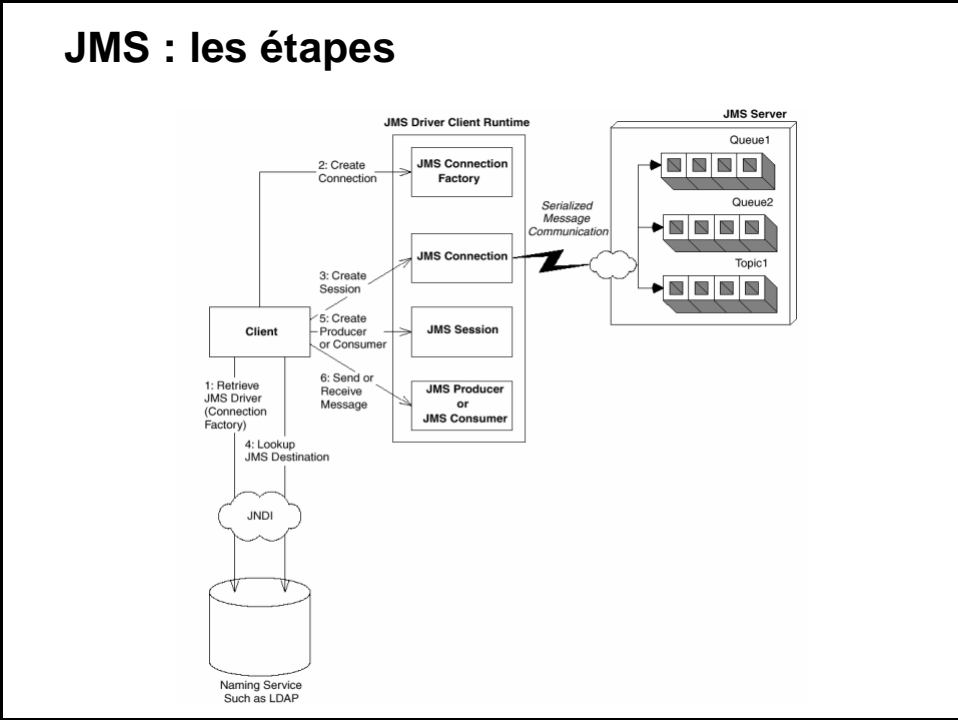 JMS : les étapes
JMS Driver Client Runtime
JMS Server
2: Create
Connection
JMS Connection
Factory
Queue1
Queue2
Topic1
Serialized
Message
Communication
JMS Connection
3: Create
Session
Client
5: Create
Producer
or Consumer
JMS Session
6: Send or
Receive
Message
JMS Producer
or
JMS Consumer
1: Retrieve
JMS Driver
(Connection
Factory)
4: Lookup
JMS Destination
JNDI
Naming Service
Such as LDAP